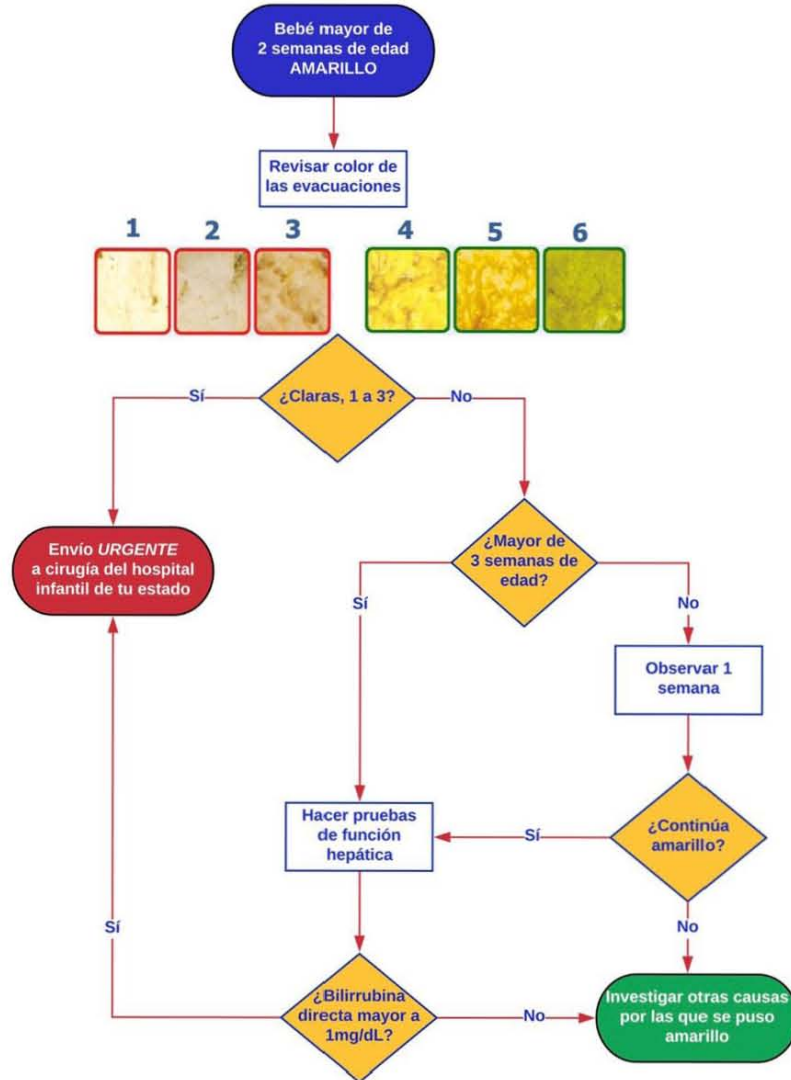 Bebé mayor de
2 semanas de edad
AMARILLO
Revisar color de
las evacuaciones
1 2 3 4 5 6
¿Claras, 1 a 3?
Sí
No
Envío URGENTE
a cirugía del hospital
infantil de tu estado
¿Mayor de
3 semanas de
edad?
Sí
No
Observar 1
semana
Hacer pruebas
de función
hepática
Sí
¿Continúa
amarillo?
Sí
No
¿Bilirrubina
directa mayor a
1mg/dL?
No
Investigar otras causas
por las que se puso
amarillo